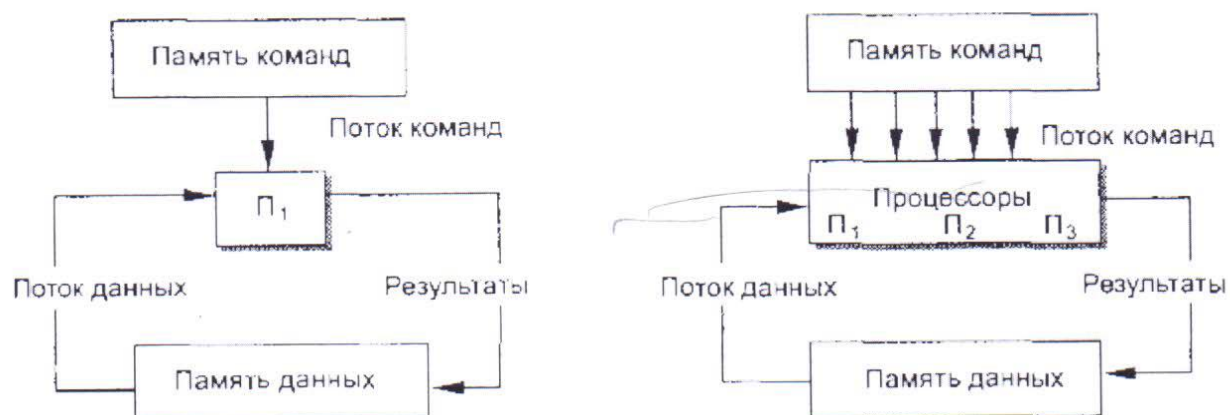 Память команд
Поток команд
П₁
Поток данных
Результаты
Память данных
Память команд
Поток команд
Процессоры
П₁ П₂ П₃
Поток данных
Результаты
Память данных